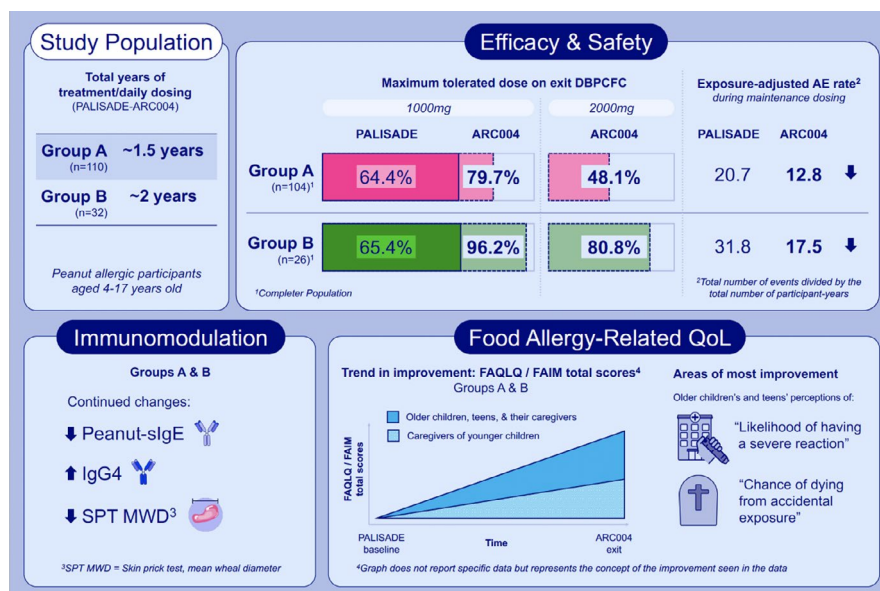 Study Population
Total years of
treatment/daily dosing
(PALISADE-ARC004)
Group A ~1.5 years
(n=110)
Group B ~2 years
(n=32)
Peanut allergic participants
aged 4-17 years old
Efficacy & Safety
Maximum tolerated dose on exit DBPCFC
1000mg
2000mg
PALISADE
ARC004
ARC004
Group A
(n=104)¹
64.4%
79.7%
48.1%
Group B
(n=26)¹
65.4%
96.2%
80.8%
¹Completer Population
Exposure-adjusted AE rate²
during maintenance dosing
PALISADE
ARC004
20.7
12.8
31.8
17.5
²Total number of events divided by the
total number of participant-years
Immunomodulation
Groups A & B
Continued changes:
Peanut-sIgE
IgG4
SPT MWD³
³SPT MWD = Skin prick test, mean wheal diameter
Food Allergy-Related QoL
Trend in improvement: FAQLQ / FAIM total scores⁴
Groups A & B
Older children, teens, & their caregivers
Caregivers of younger children
FAQLQ / FAIM
total scores
PALISADE
baseline
Time
ARC004
exit
Areas of most improvement
Older children's and teens' perceptions of:
“Likelihood of having
a severe reaction”
“Chance of dying
from accidental
exposure”
⁴Graph does not report specific data but represents the concept of the improvement seen in the data